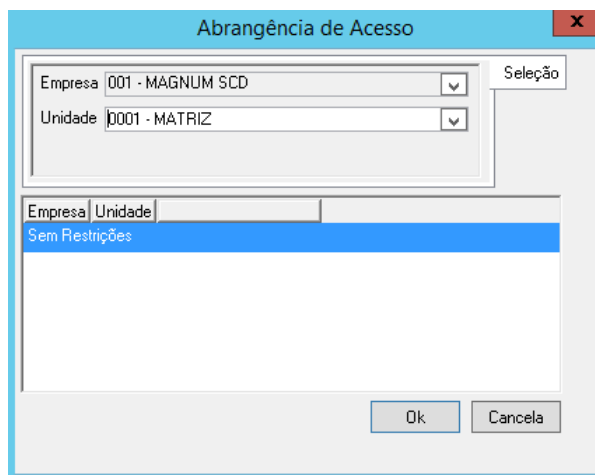 Abrangência de Acesso
x
Seleção
Empresa 001 - MAGNUM SCD
Unidade 0001 - MATRIZ
Empresa Unidade
Sem Restrições
Ok Cancela